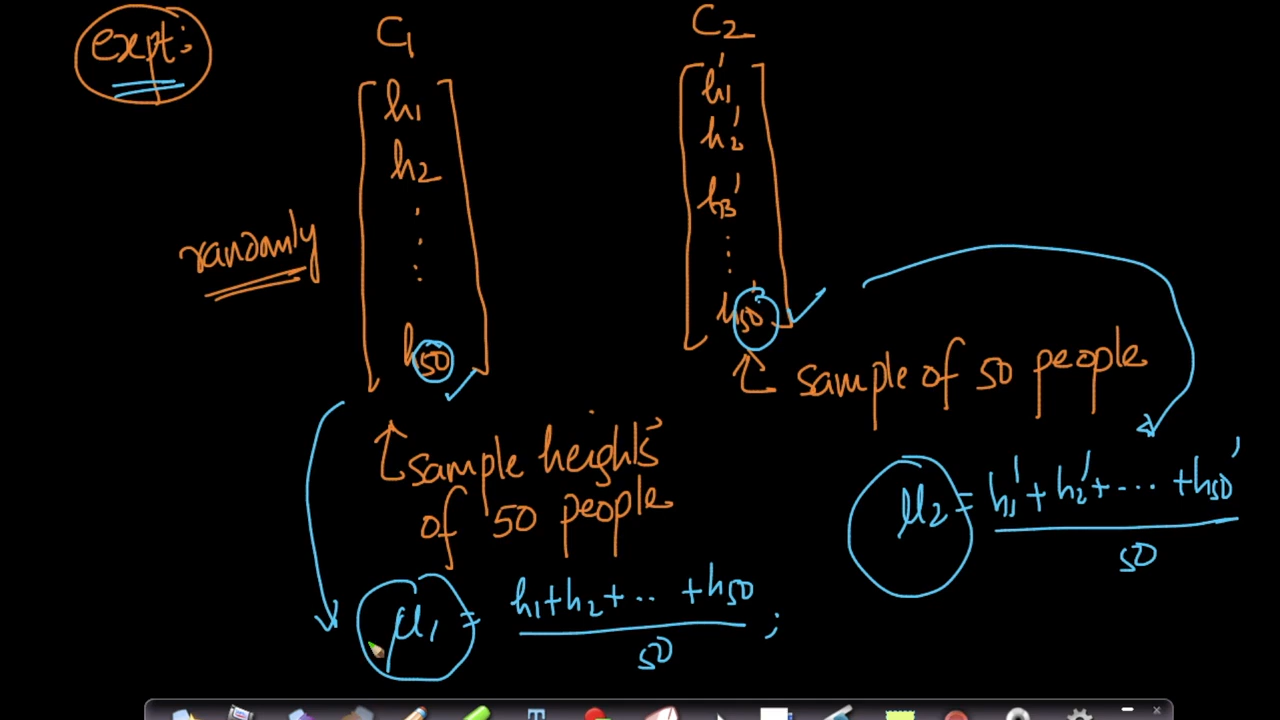 expt:
C1
C2
h1
h2
:
h50
randomly
h1'
h2'
h3'
:
h50'
sample heights
of 50 people
sample of 50 people
μ1 = h1+h2+.. +h50 ;
50
μ2 = h1'+h2'+... +h50'
50
T